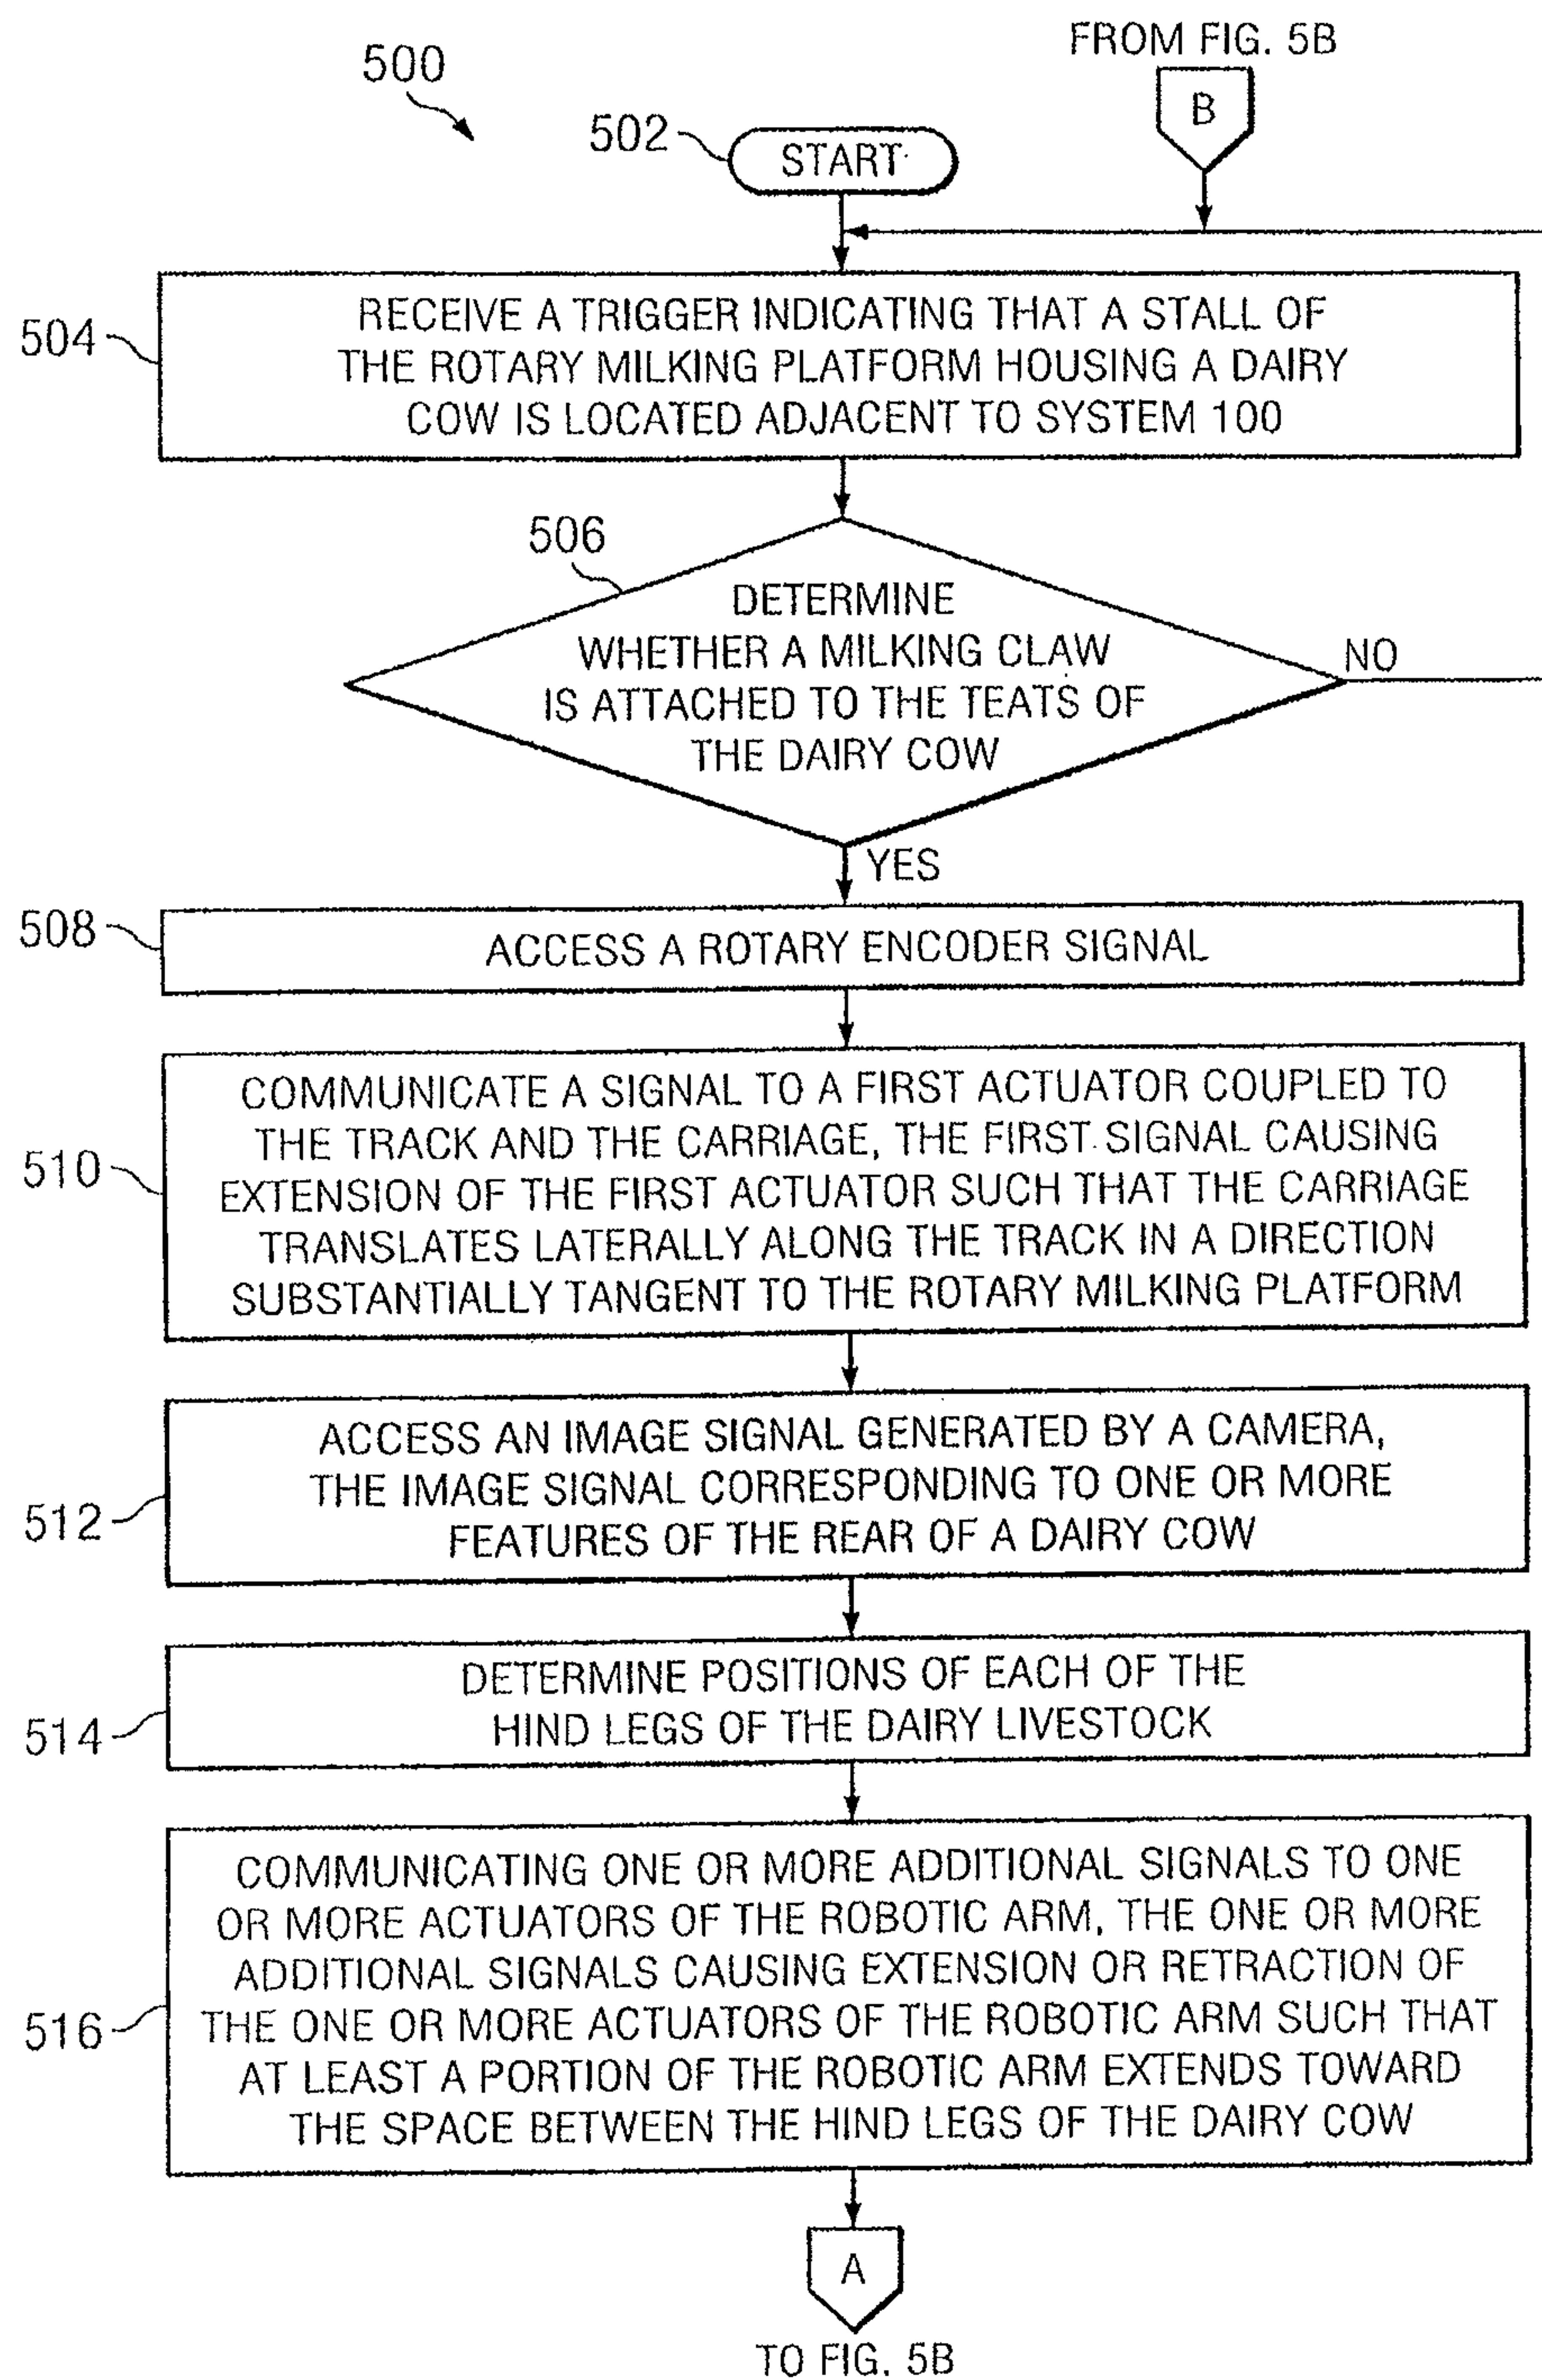 FROM FIG. 5B
500
B
502
START
504
RECEIVE A TRIGGER INDICATING THAT A STALL OF
THE ROTARY MILKING PLATFORM HOUSING A DAIRY
COW IS LOCATED ADJACENT TO SYSTEM 100
506
DETERMINE
WHETHER A MILKING CLAW
IS ATTACHED TO THE TEATS OF
THE DAIRY COW
NO
YES
508
ACCESS A ROTARY ENCODER SIGNAL
510
COMMUNICATE A SIGNAL TO A FIRST ACTUATOR COUPLED TO
THE TRACK AND THE CARRIAGE, THE FIRST SIGNAL CAUSING
EXTENSION OF THE FIRST ACTUATOR SUCH THAT THE CARRIAGE
TRANSLATES LATERALLY ALONG THE TRACK IN A DIRECTION
SUBSTANTIALLY TANGENT TO THE ROTARY MILKING PLATFORM
512
ACCESS AN IMAGE SIGNAL GENERATED BY A CAMERA,
THE IMAGE SIGNAL CORRESPONDING TO ONE OR MORE
FEATURES OF THE REAR OF A DAIRY COW
514
DETERMINE POSITIONS OF EACH OF THE
HIND LEGS OF THE DAIRY LIVESTOCK
516
COMMUNICATING ONE OR MORE ADDITIONAL SIGNALS TO ONE
OR MORE ACTUATORS OF THE ROBOTIC ARM, THE ONE OR MORE
ADDITIONAL SIGNALS CAUSING EXTENSION OR RETRACTION OF
THE ONE OR MORE ACTUATORS OF THE ROBOTIC ARM SUCH THAT
AT LEAST A PORTION OF THE ROBOTIC ARM EXTENDS TOWARD
THE SPACE BETWEEN THE HIND LEGS OF THE DAIRY COW
A
TO FIG. 5B